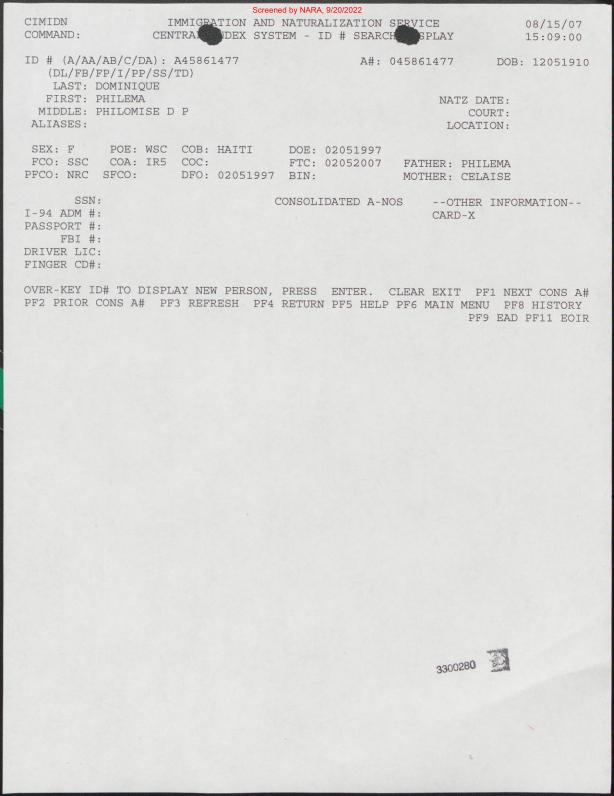 Screened by NARA, 9/20/2022
CIMIDN IMMIGRATION AND NATURALIZATION SERVICE 08/15/07
COMMAND: CENTRAL INDEX SYSTEM - ID # SEARCH DISPLAY 15:09:00
ID # (A/AA/AB/C/DA): A45861477 A#: 045861477 DOB: 12051910
(DL/FB/FP/I/PP/SS/TD)
LAST: DOMINIQUE
FIRST: PHILEMA NATZ DATE:
MIDDLE: PHILOMISE D P COURT:
ALIASES: LOCATION:
SEX: F POE: WSC COB: HAITI DOE: 02051997
FCO: SSC COA: IR5 COC: FTC: 02052007 FATHER: PHILEMA
PFCO: NRC SFCO: DFO: 02051997 BIN: MOTHER: CELAISE
SSN: CONSOLIDATED A-NOS --OTHER INFORMATION--
I-94 ADM #: CARD-X
PASSPORT #:
FBI #:
DRIVER LIC:
FINGER CD#:
OVER-KEY ID# TO DISPLAY NEW PERSON, PRESS ENTER. CLEAR EXIT PF1 NEXT CONS A#
PF2 PRIOR CONS A# PF3 REFRESH PF4 RETURN PF5 HELP PF6 MAIN MENU PF8 HISTORY
PF9 EAD PF11 EOIR
3300280